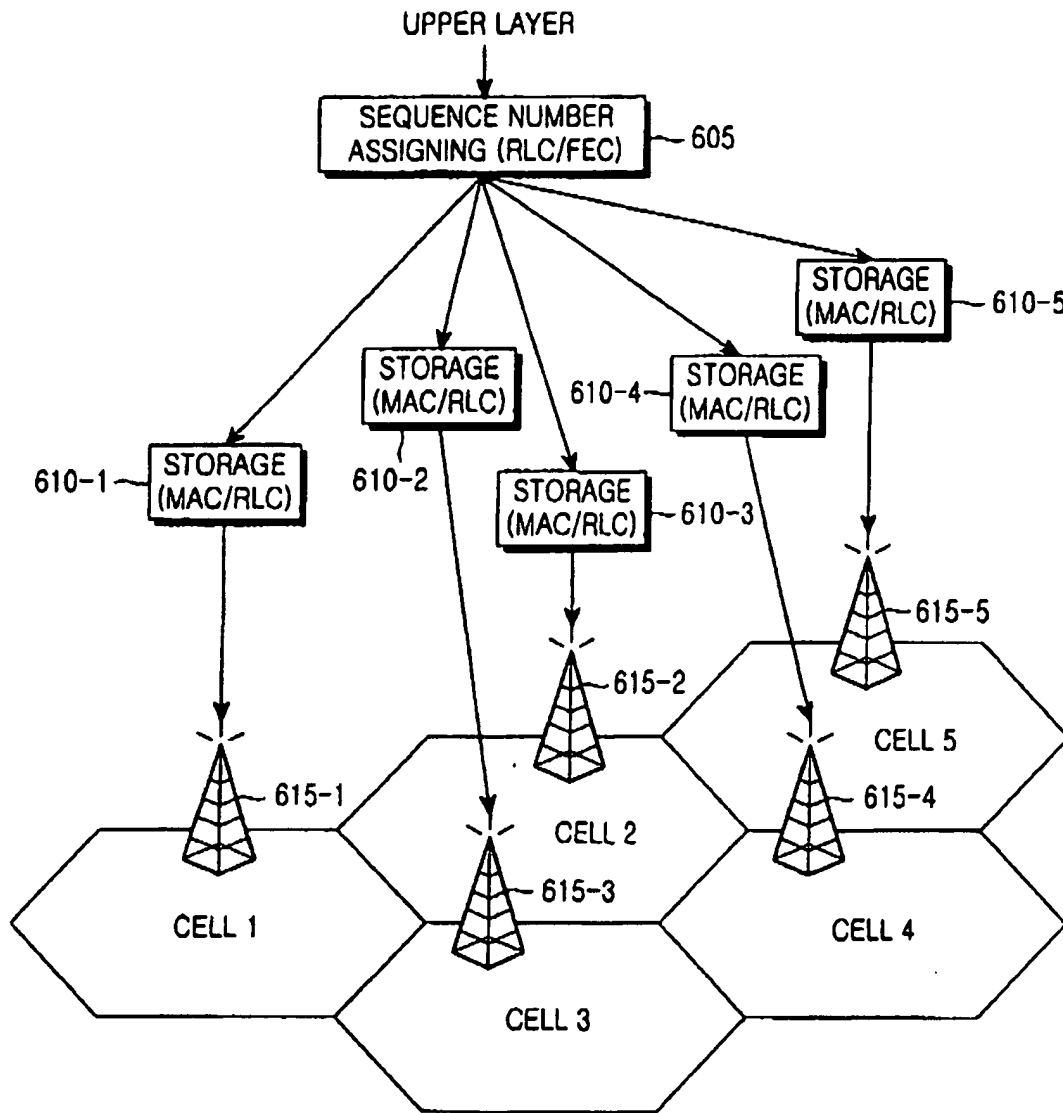 UPPER LAYER
SEQUENCE NUMBER
ASSIGNING (RLC/FEC)
605
STORAGE
(MAC/RLC)
610-5
STORAGE
(MAC/RLC)
610-2
610-4
STORAGE
(MAC/RLC)
610-1
STORAGE
(MAC/RLC)
STORAGE
(MAC/RLC)
610-3
615-5
615-2
CELL 5
615-1
615-4
CELL 2
615-3
CELL 1
CELL 4
CELL 3